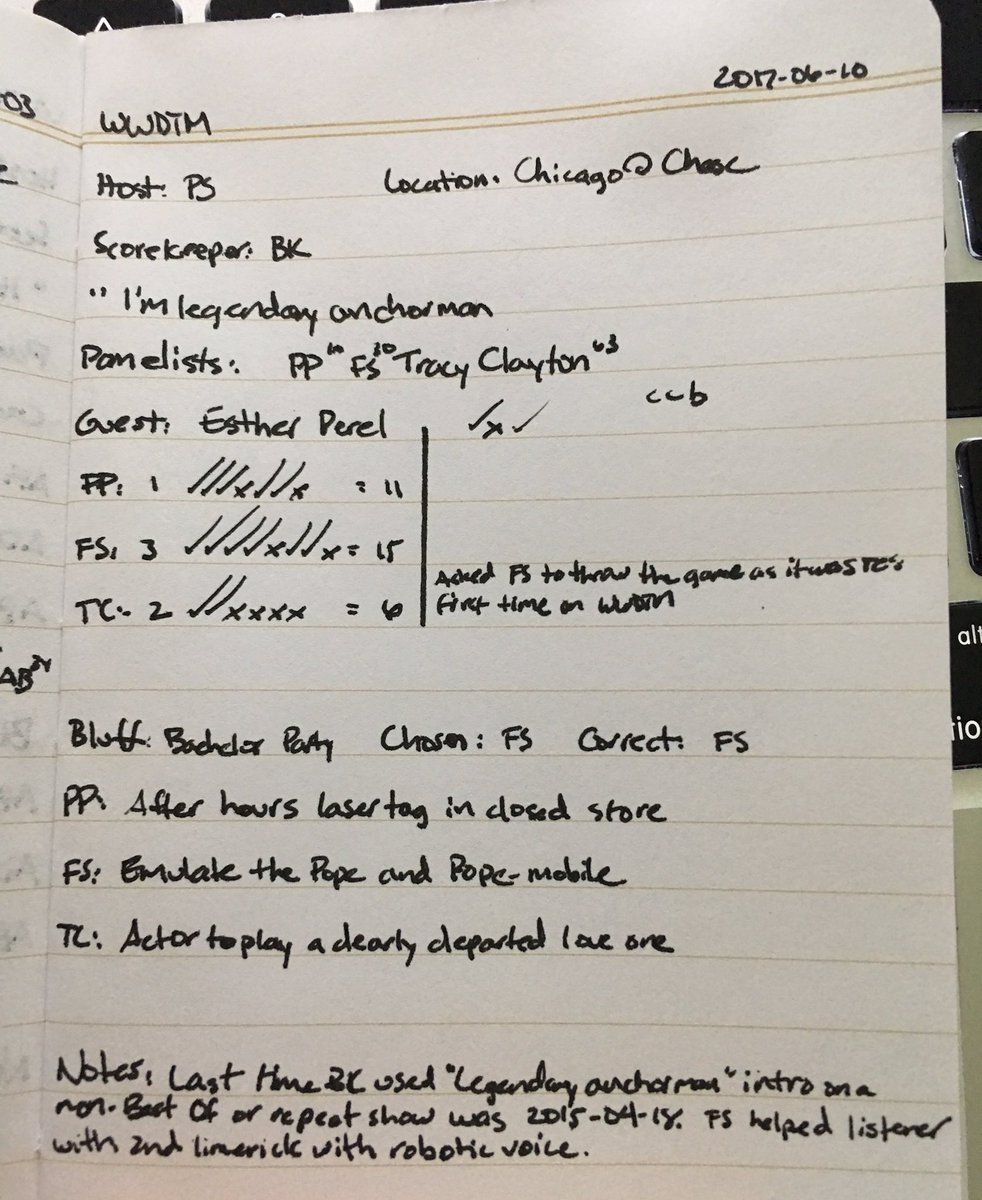 2017-06-10
WWDTM
Host: PS Location: Chicago @ Chase
Scorekeeper: BK
" I'm legendary anchorman
Panelists: PP FS Tracy Clayton 63
ccb
Guest: Esther Perel ✓x✓
PP: 1 ✓✓✓x✓✓x = 11
FS: 3 ✓✓✓✓x✓✓x = 15
Asked FS to throw the game as it was TC's
TC: 2 ✓✓xxxx = 6 first time on WWDTM
Bluff: Bachelor Party Chosen: FS Correct: FS
PP: After hours laser tag in closed store
FS: Emulate the Pope and Pope-mobile
TC: Actor to play a dearly departed love one
Notes: Last time BK used "Legendary anchorman" intro on a
non-Best Of or repeat show was 2015-04-18. FS helped listener
with 2nd limerick with robotic voice.
03
AB
alt